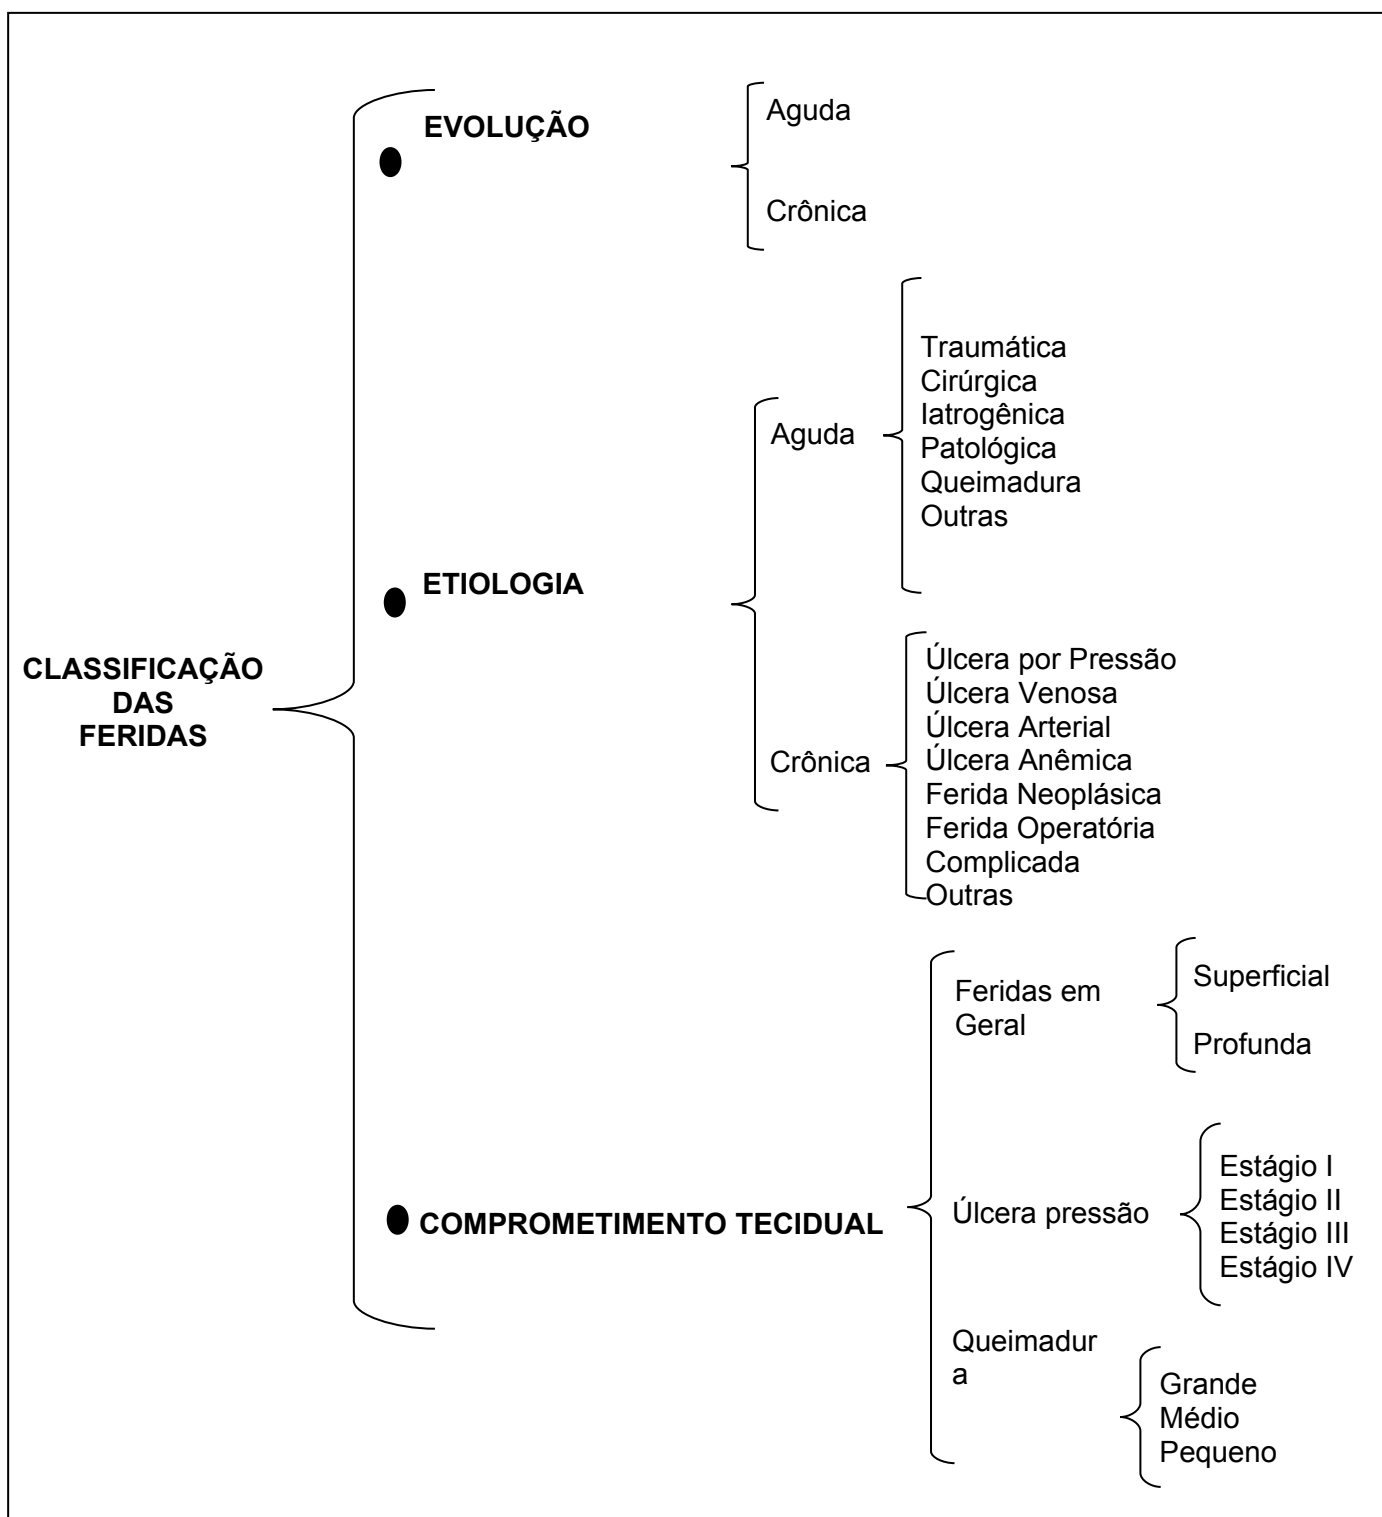 CLASSIFICAÇÃO
DAS
FERIDAS
EVOLUÇÃO
Aguda
Crônica
ETIOLOGIA
Aguda
Traumática
Cirúrgica
Iatrogênica
Patológica
Queimadura
Outras
Crônica
Úlcera por Pressão
Úlcera Venosa
Úlcera Arterial
Úlcera Anêmica
Ferida Neoplásica
Ferida Operatória
Complicada
Outras
COMPROMETIMENTO TECIDUAL
Feridas em
Geral
Superficial
Profunda
Úlcera pressão
Estágio I
Estágio II
Estágio III
Estágio IV
Queimadur
a
Grande
Médio
Pequeno